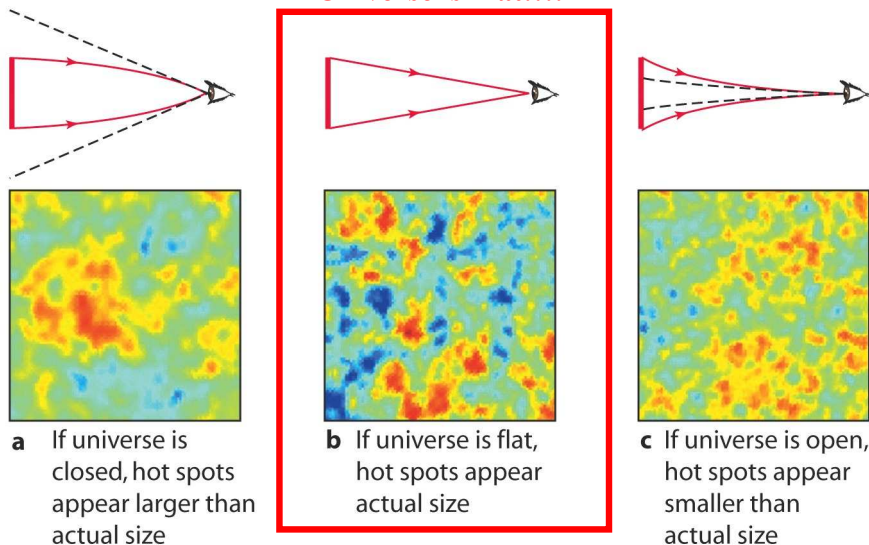 a If universe is
closed, hot spots
appear larger than
actual size
b If universe is flat,
hot spots appear
actual size
c If universe is open,
hot spots appear
smaller than
actual size